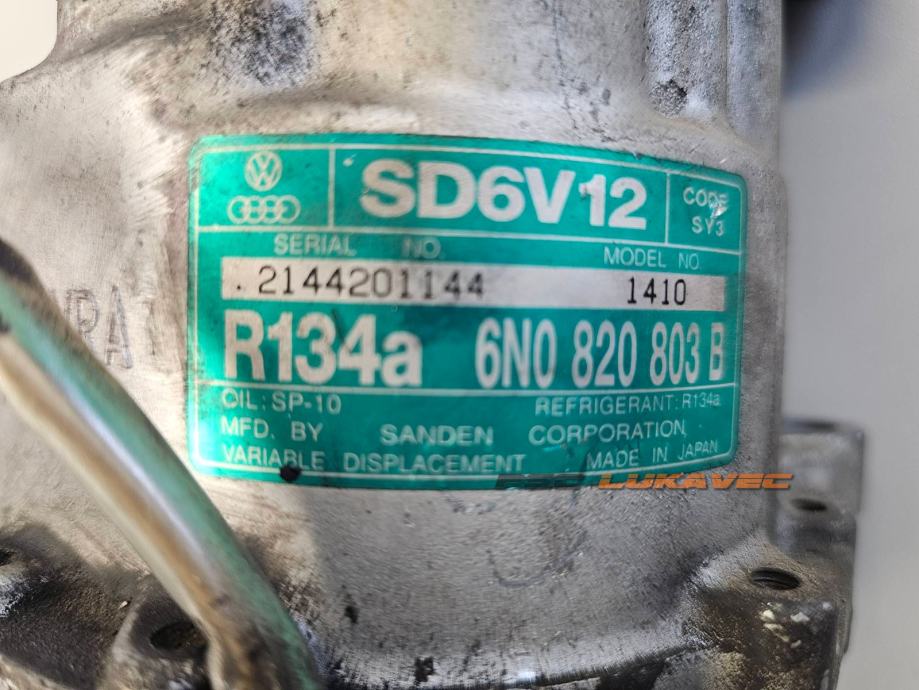 SD6V12
CODE
SY3
SERIAL NO.
MODEL NO.
.2144201144
1410
R134a
6N0 820 803 B
OIL: SP-10
REFRIGERANT: R134a
MFD. BY SANDEN CORPORATION
VARIABLE DISPLACEMENT
MADE IN JAPAN
LUKAVEC